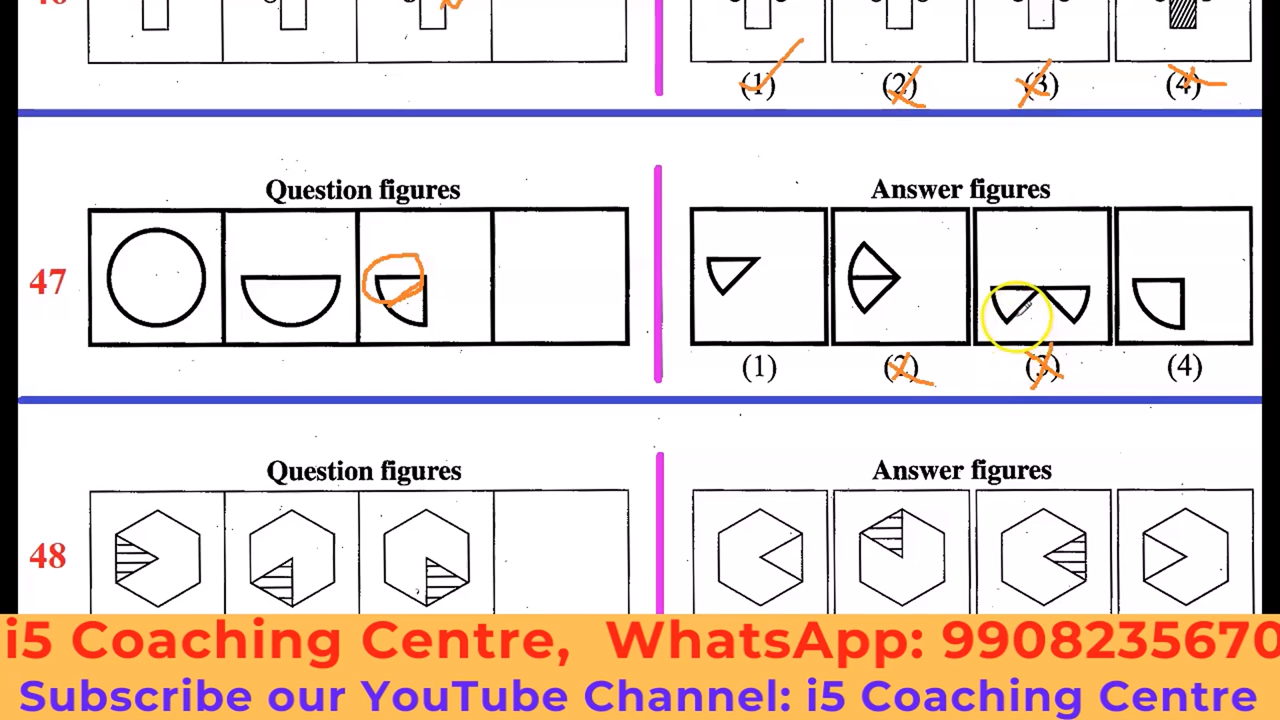 (1) (2) (3) (4)
Question figures Answer figures
47
(1) (2) (3) (4)
Question figures Answer figures
48
i5 Coaching Centre, WhatsApp: 9908235670
Subscribe our YouTube Channel: i5 Coaching Centre